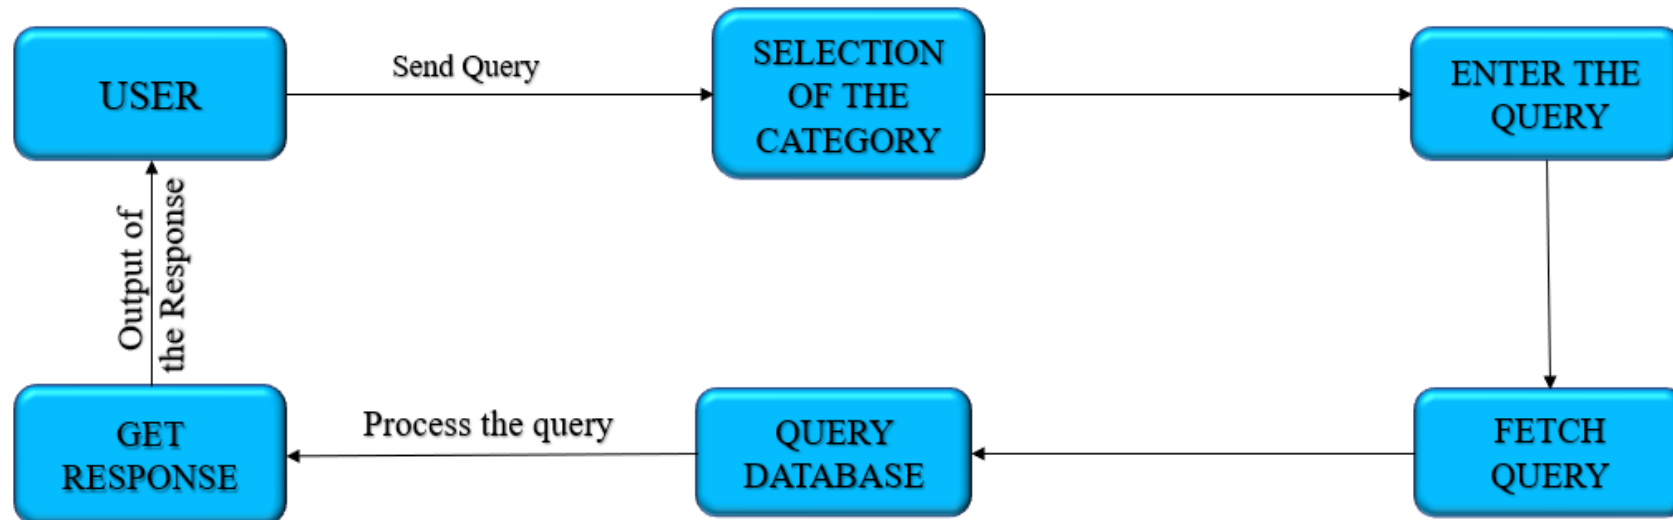 USER
Send Query
SELECTION
OF THE
CATEGORY
ENTER THE
QUERY
FETCH
QUERY
QUERY
DATABASE
Process the query
GET
RESPONSE
Output of
the Response